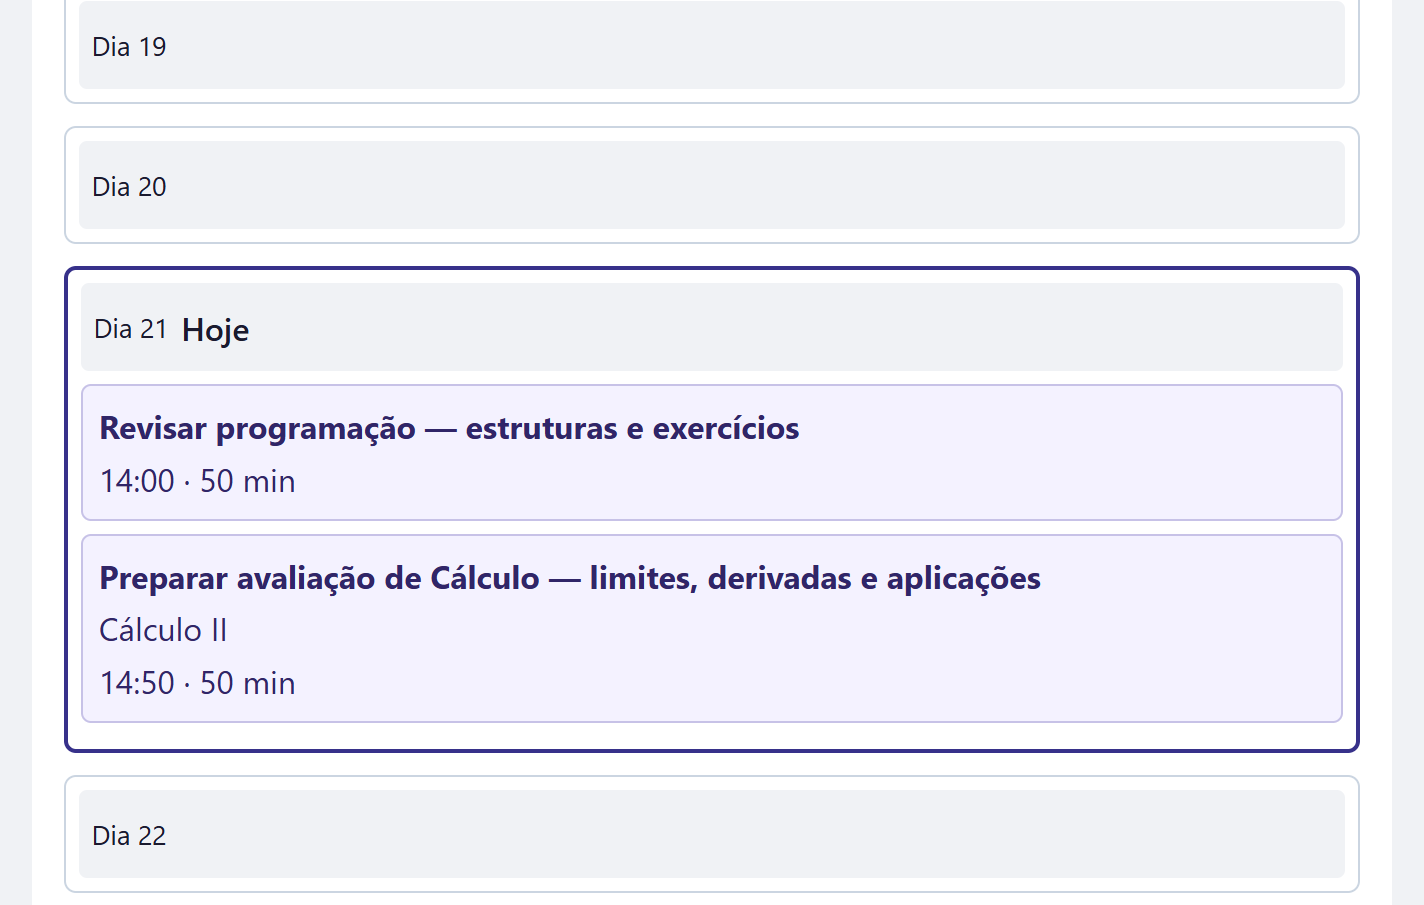 Dia 19
Dia 20
Dia 21 Hoje
Revisar programação — estruturas e exercícios
14:00 · 50 min
Preparar avaliação de Cálculo — limites, derivadas e aplicações
Cálculo II
14:50 · 50 min
Dia 22